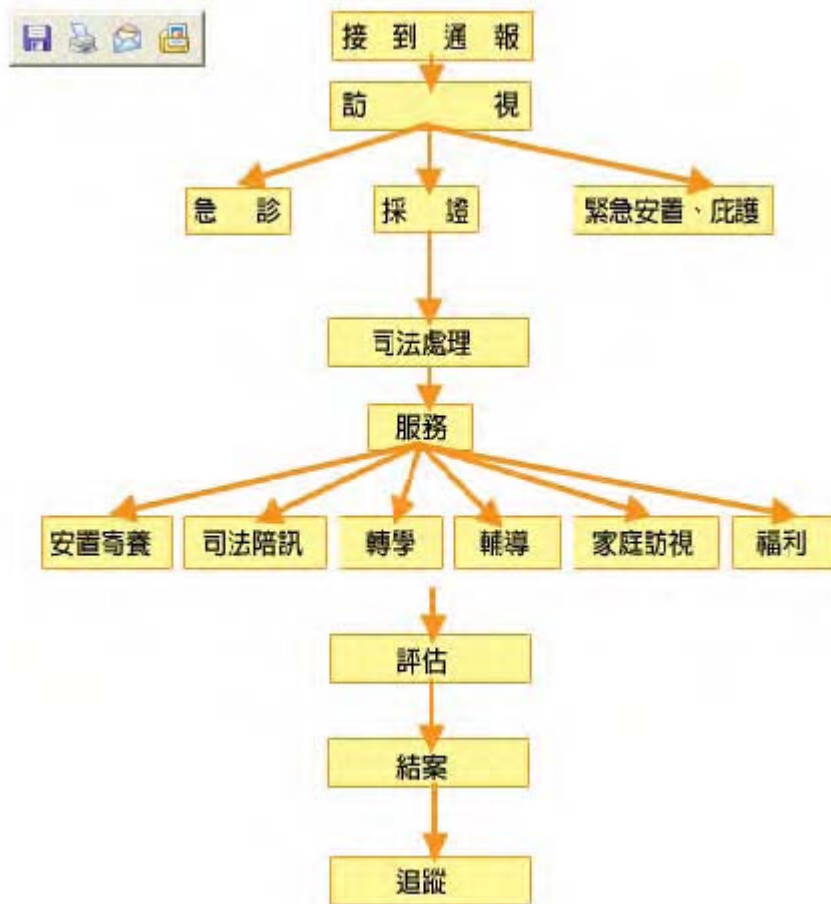 接到通報
訪視
急診 採證 緊急安置、庇護
司法處理
服務
安置寄養 司法陪訊 轉學 輔導 家庭訪視 福利
評估
結案
追蹤